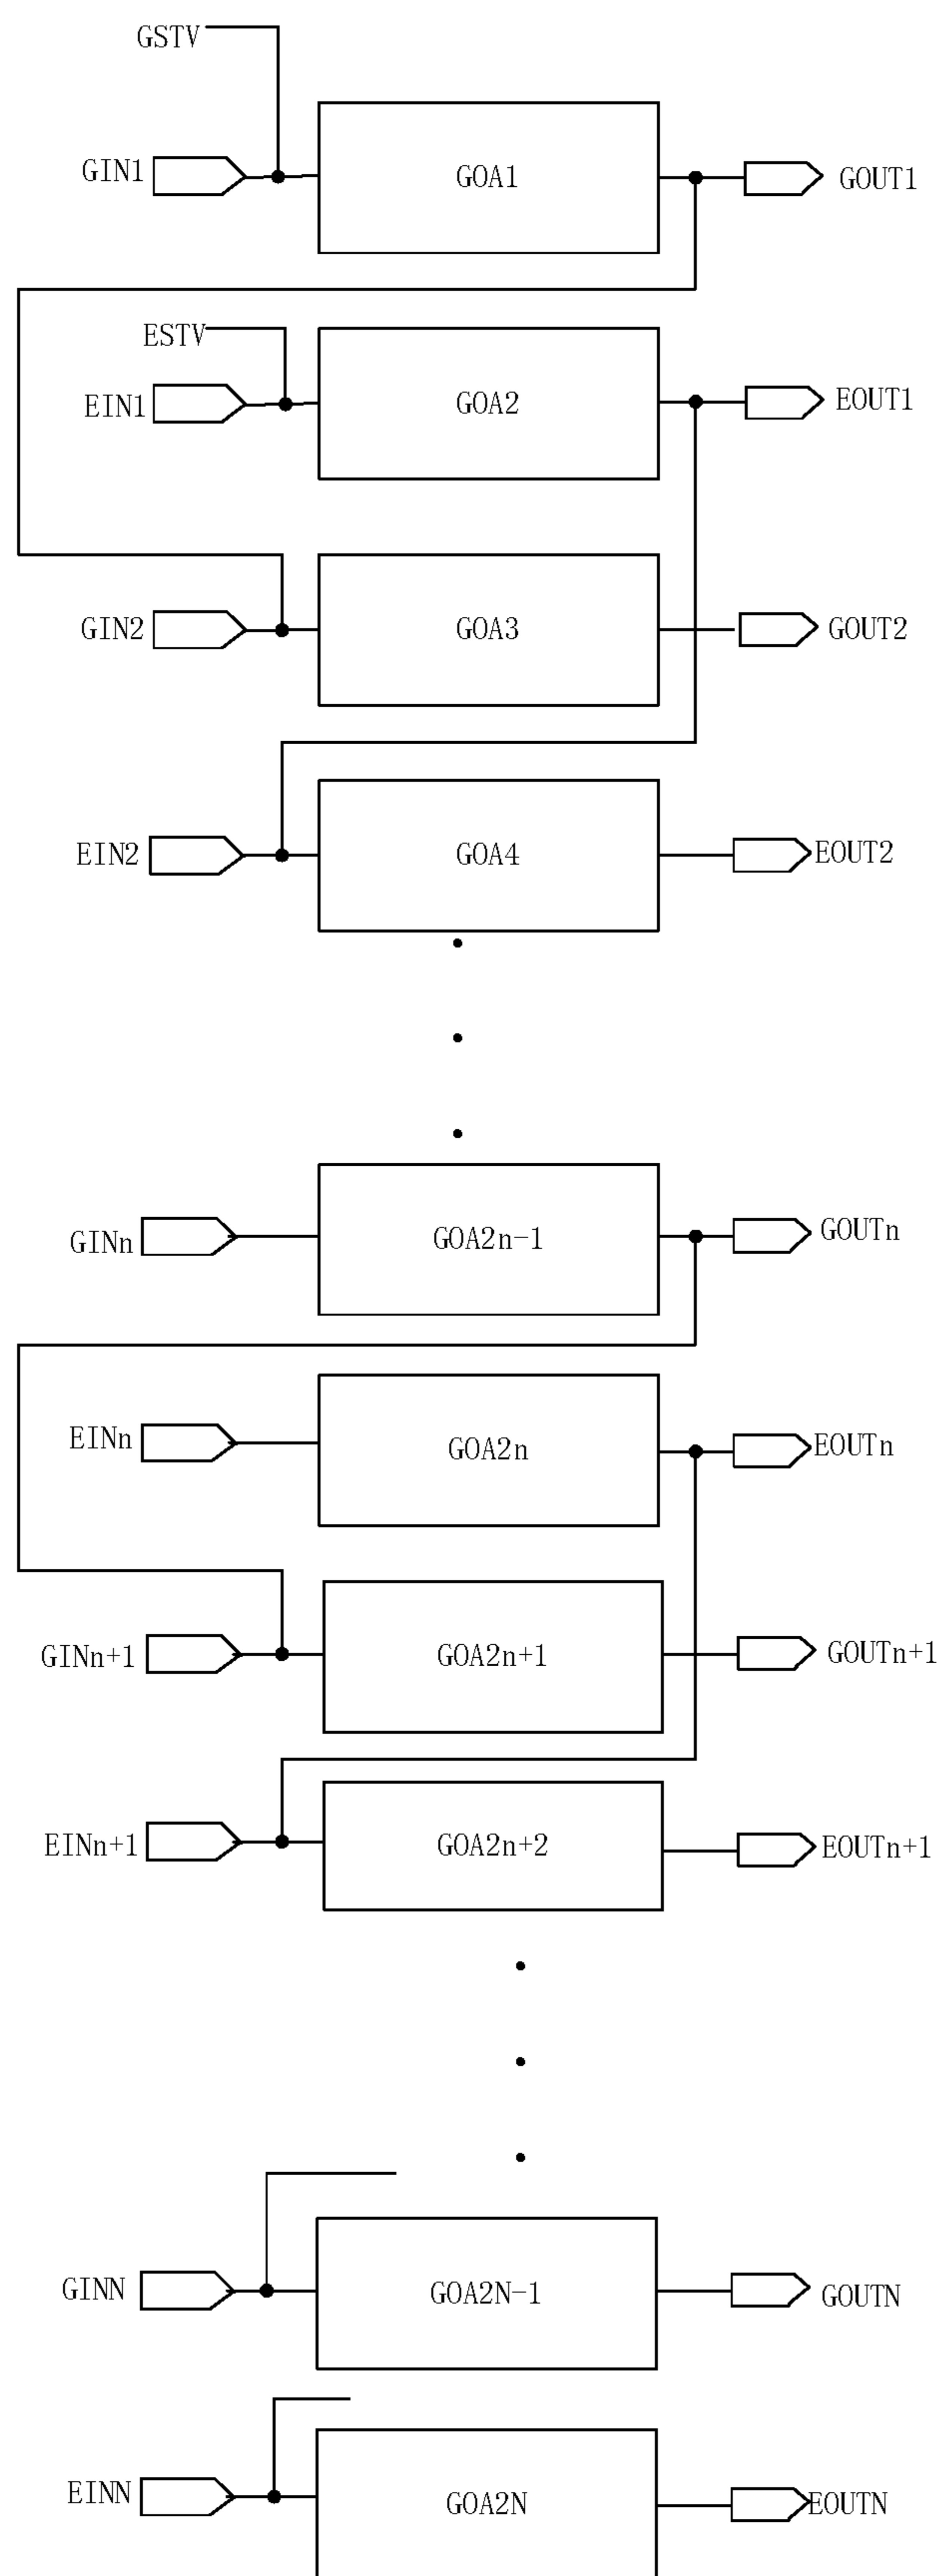 GSTV
GIN1 GOA1 GOUT1
ESTV
EIN1 GOA2 EOUT1
GIN2 GOA3 GOUT2
EIN2 GOA4 EOUT2
GINn GOA2n-1 GOUTn
EINn GOA2n EOUTn
GINn+1 GOA2n+1 GOUTn+1
EINn+1 GOA2n+2 EOUTn+1
GINN GOA2N-1 GOUTN
EINN GOA2N EOUTN